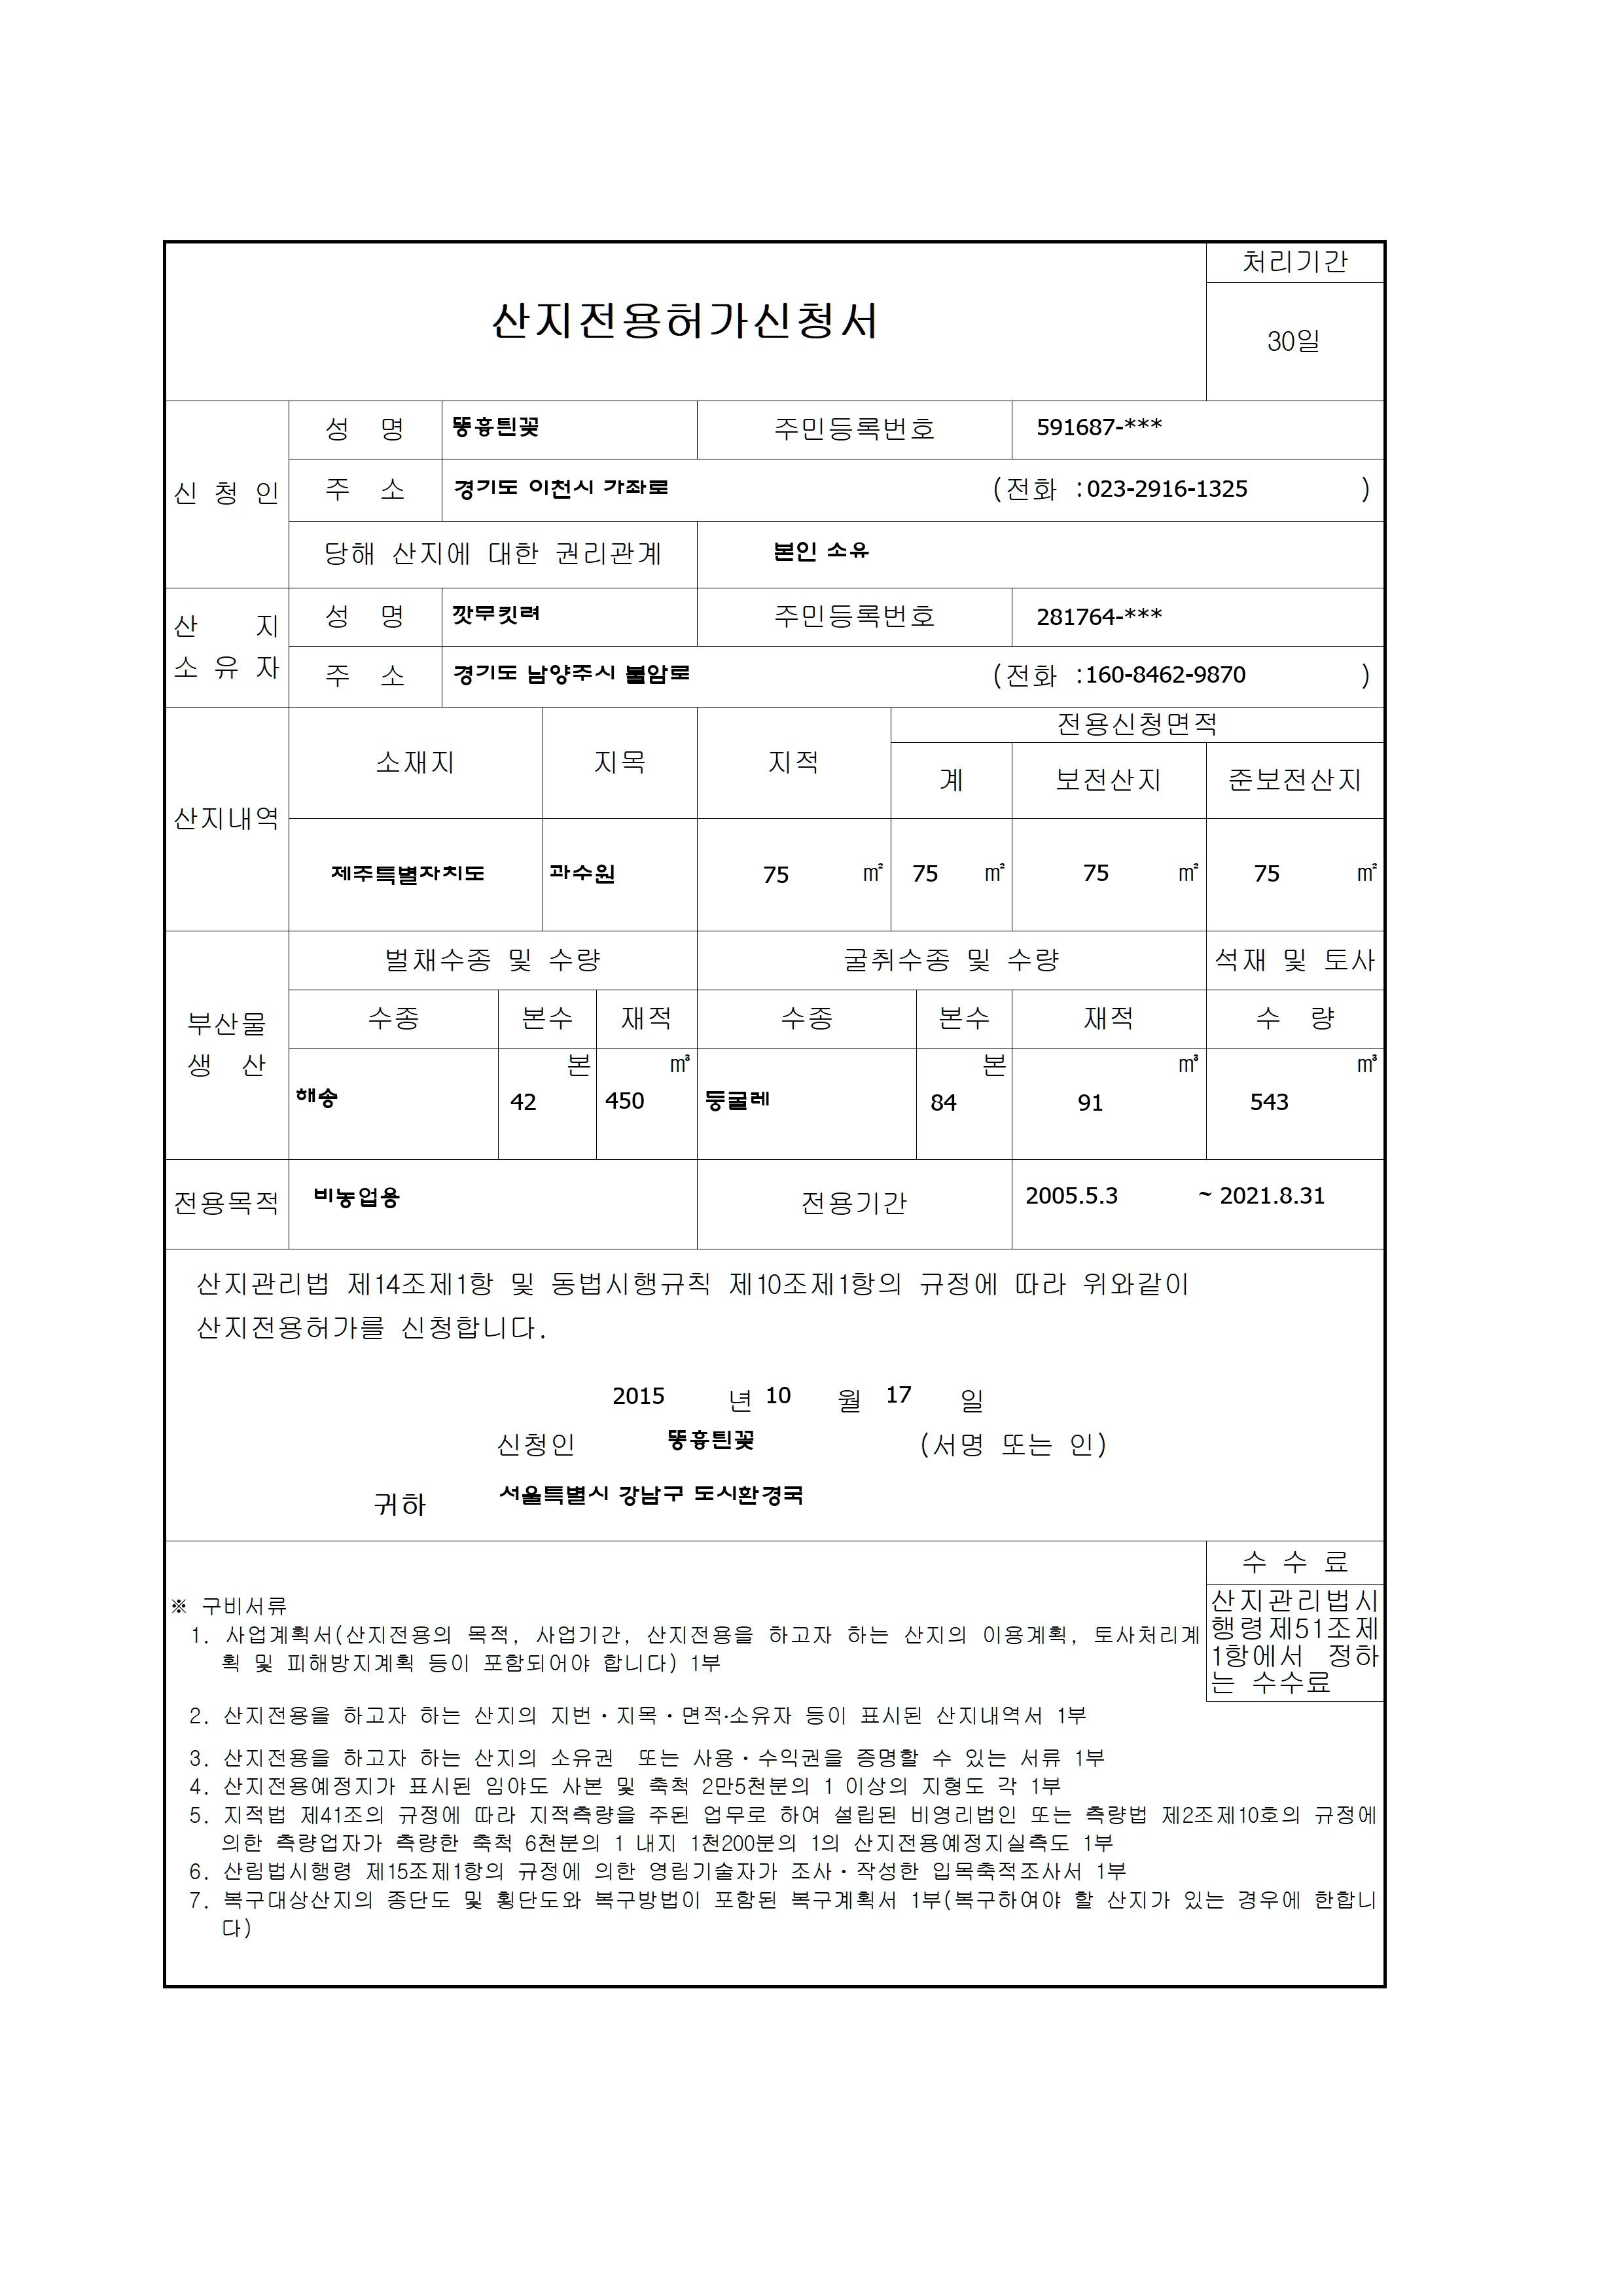 처리기간
산지전용허가신청서
30일
신 청 인
성 명 뚱흉틘꽃 주민등록번호 591687-***
주 소 경기도 이천시 가좌로 (전화 :023-2916-1325 )
당해 산지에 대한 권리관계 본인 소유
산 지
소 유 자
성 명 깟무킷려 주민등록번호 281764-***
주 소 경기도 남양주시 불암로 (전화 :160-8462-9870 )
산지내역
소재지 지목 지적 전용신청면적
계 보전산지 준보전산지
제주특별자치도 과수원 75 ㎡ 75 ㎡ 75 ㎡ 75 ㎡
부산물
생 산
벌채수종 및 수량 굴취수종 및 수량 석재 및 토사
수종 본수 재적 수종 본수 재적 수 량
본 ㎥ 본 ㎥ ㎥
해송 42 450 둥굴레 84 91 543
전용목적 비농업용 전용기간 2005.5.3 ~ 2021.8.31
산지관리법 제14조제1항 및 동법시행규칙 제10조제1항의 규정에 따라 위와같이
산지전용허가를 신청합니다.
2015 년 10 월 17 일
신청인 뚱흉틘꽃 (서명 또는 인)
귀하 서울특별시 강남구 도시환경국
수 수 료
산지관리법시
행령제51조제
1항에서 정하
는 수수료
※ 구비서류
1. 사업계획서(산지전용의 목적, 사업기간, 산지전용을 하고자 하는 산지의 이용계획, 토사처리계
획 및 피해방지계획 등이 포함되어야 합니다) 1부
2. 산지전용을 하고자 하는 산지의 지번·지목·면적·소유자 등이 표시된 산지내역서 1부
3. 산지전용을 하고자 하는 산지의 소유권 또는 사용·수익권을 증명할 수 있는 서류 1부
4. 산지전용예정지가 표시된 임야도 사본 및 축척 2만5천분의 1 이상의 지형도 각 1부
5. 지적법 제41조의 규정에 따라 지적측량을 주된 업무로 하여 설립된 비영리법인 또는 측량법 제2조제10호의 규정에
의한 측량업자가 측량한 축척 6천분의 1 내지 1천200분의 1의 산지전용예정지실측도 1부
6. 산림법시행령 제15조제1항의 규정에 의한 영림기술자가 조사·작성한 입목축적조사서 1부
7. 복구대상산지의 종단도 및 횡단도와 복구방법이 포함된 복구계획서 1부(복구하여야 할 산지가 있는 경우에 한합니
다)